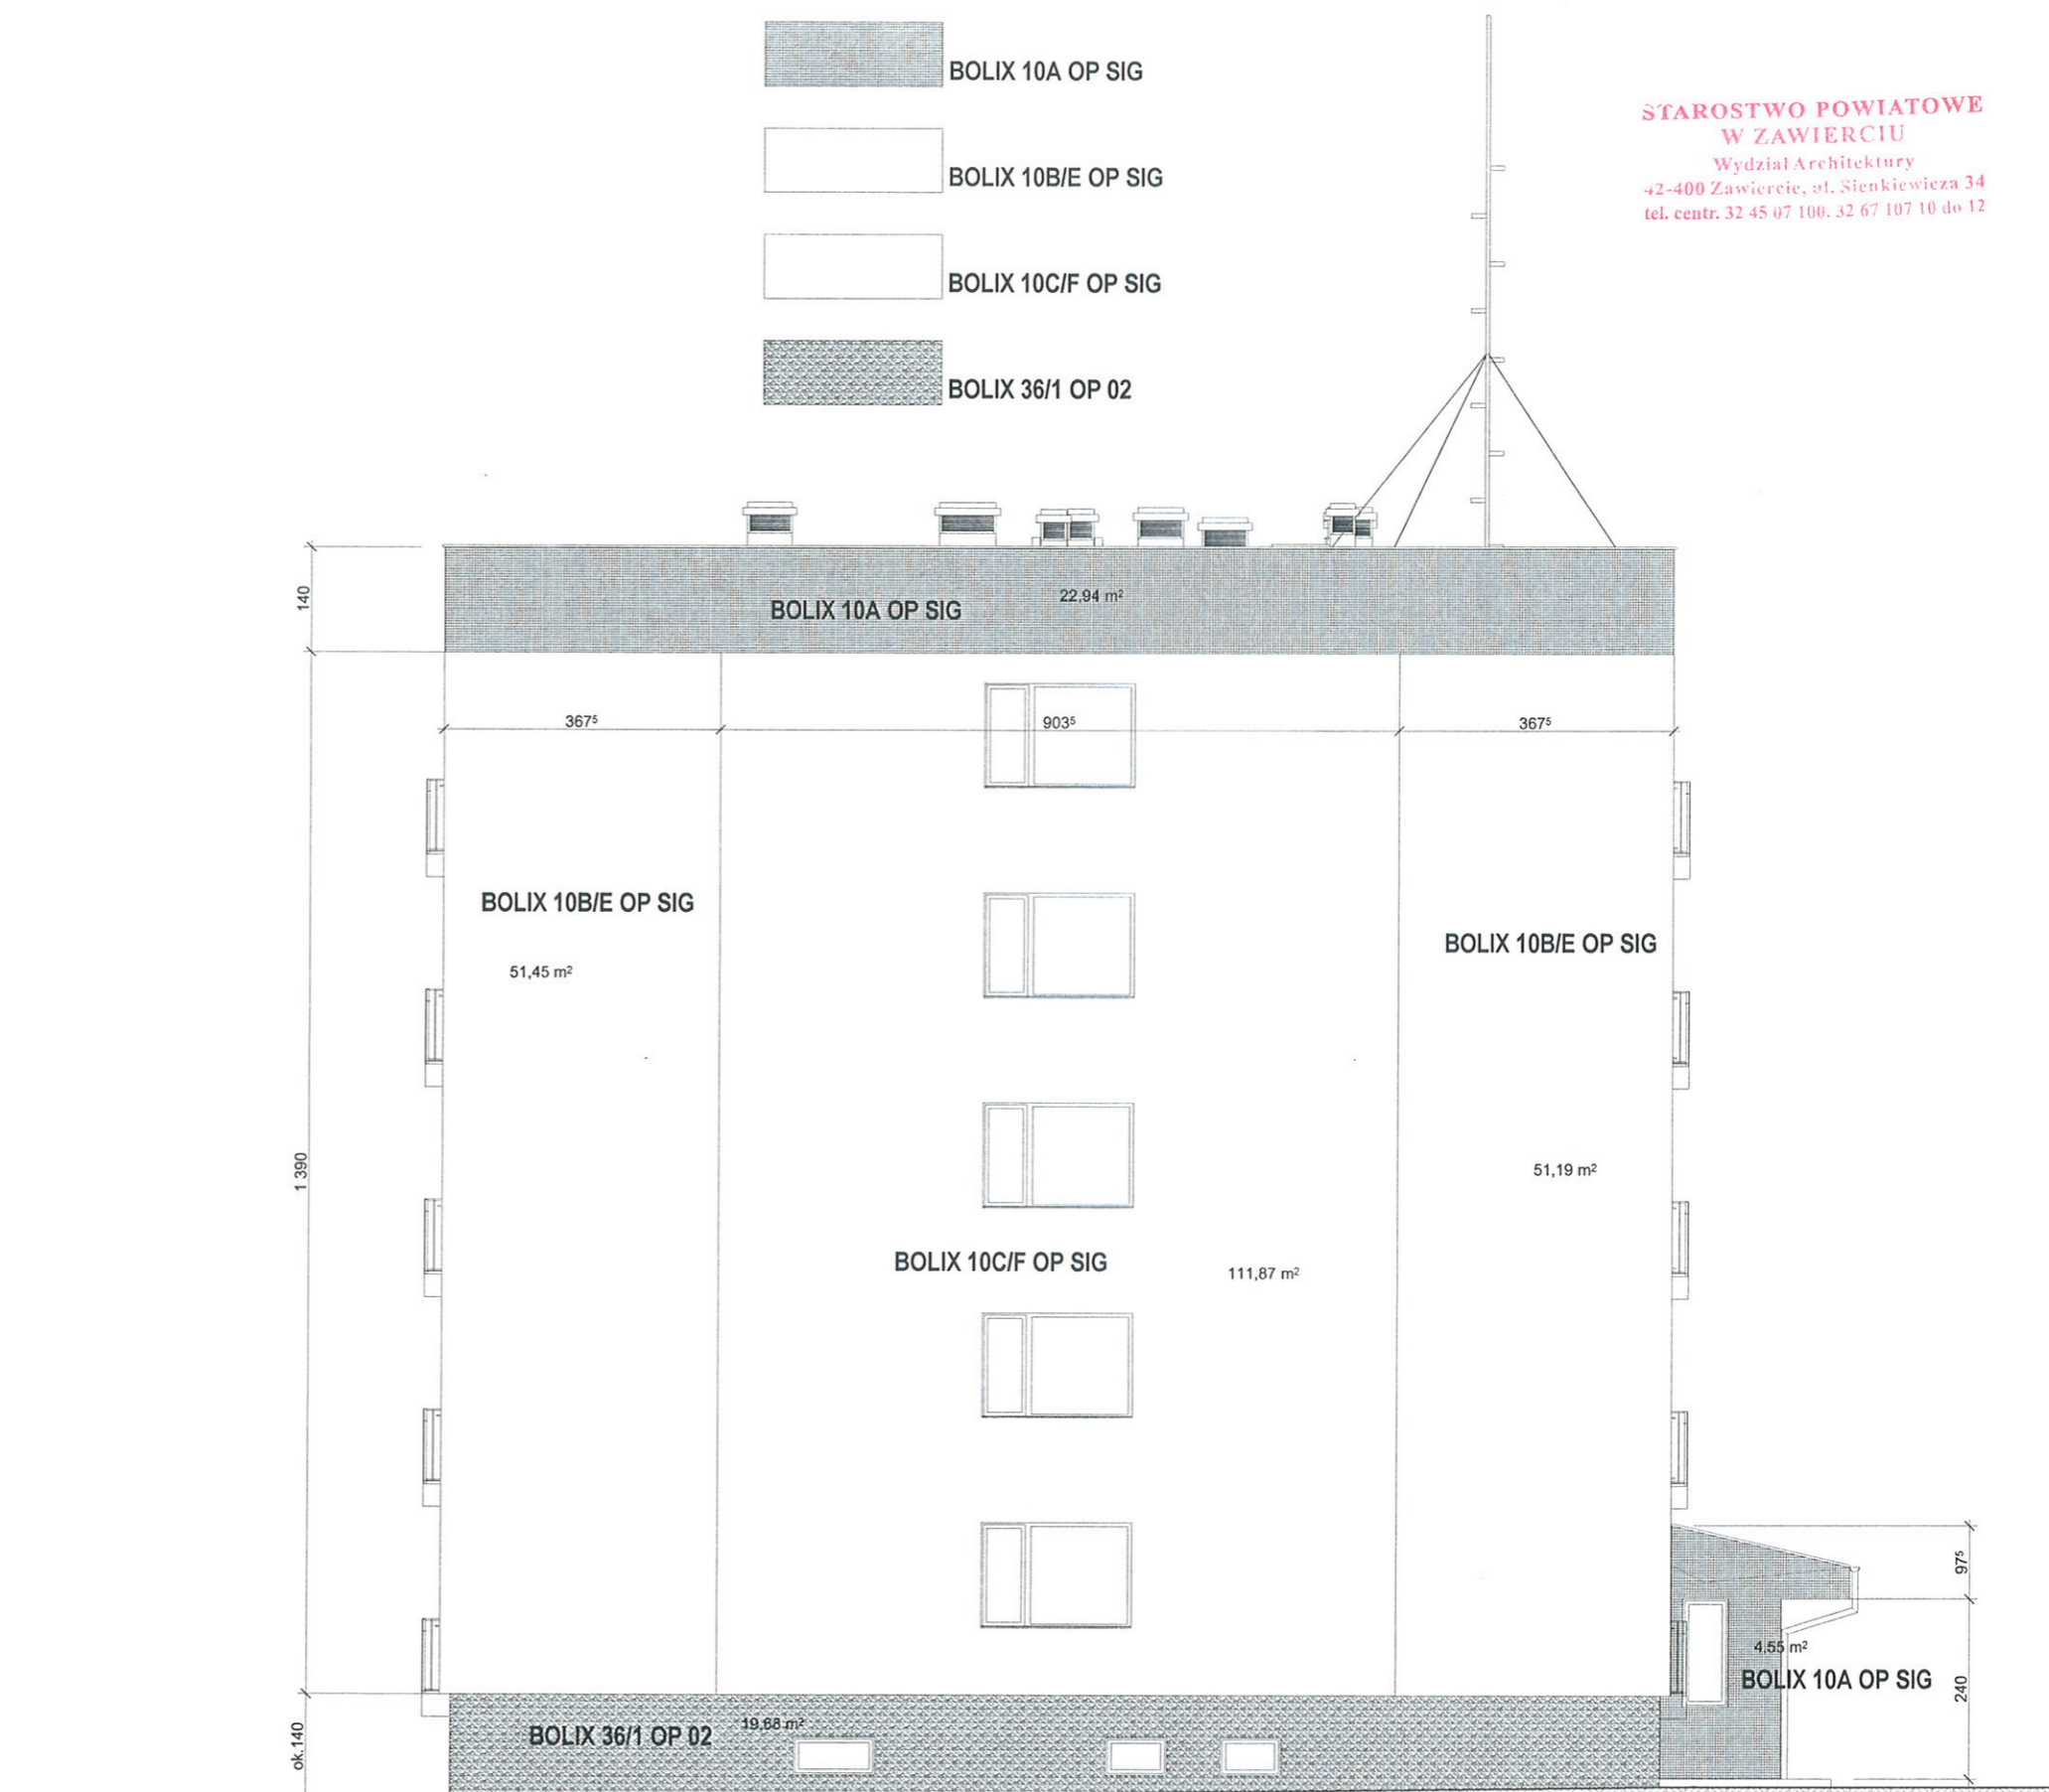 BOLIX 10A OP SIG
STAROSTWO POWIATOWE
W ZAWIERCIU
Wydział Architektury
42-400 Zawiercie, ul. Sienkiewicza 34
tel. centr. 32 45 07 100. 32 67 107 10 do 12
BOLIX 10B/E OP SIG
BOLIX 10C/F OP SIG
BOLIX 36/1 OP 02
140
BOLIX 10A OP SIG
22,94 m²
367⁵
903⁵
367⁵
BOLIX 10B/E OP SIG
51,45 m²
BOLIX 10B/E OP SIG
1 390
51,19 m²
BOLIX 10C/F OP SIG
111,87 m²
97⁵
4,55 m²
BOLIX 10A OP SIG
240
ok.140
BOLIX 36/1 OP 02
19,68 m²